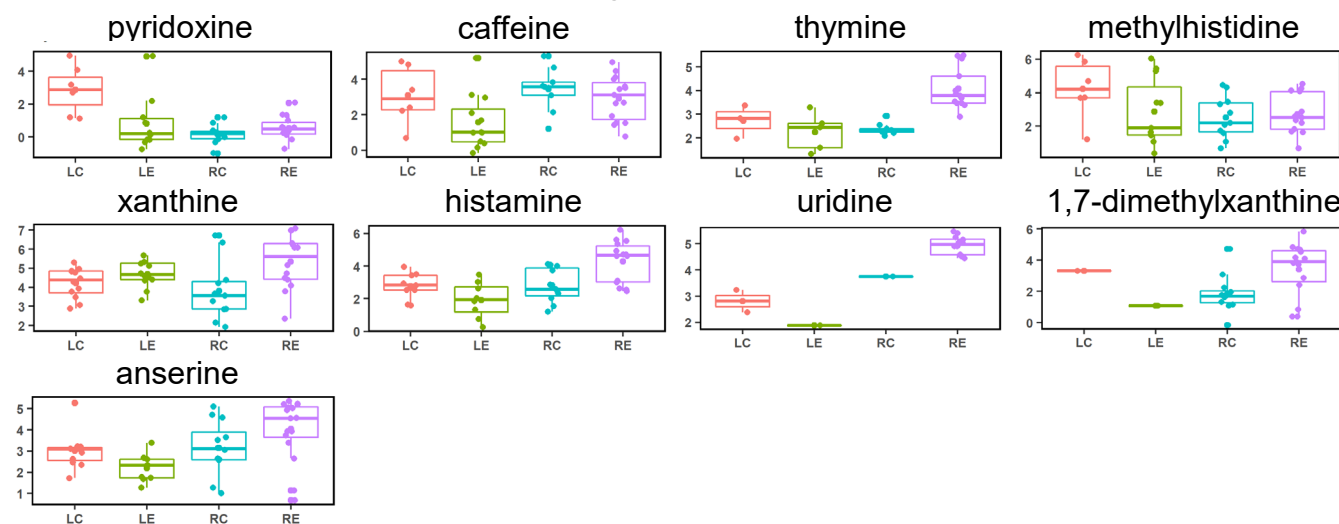 pyridoxine caffeine thymine methylhistidine
4 4 5 6
2 2 4 4
0 0 3 2
2
LC LE RC RE LC LE RC RE LC LE RC RE LC LE RC RE
xanthine histamine uridine 1,7-dimethylxanthine
7 6 5 6
6 4 4 4
5 2 3 2
4 0 2 0
3
2
LC LE RC RE LC LE RC RE LC LE RC RE LC LE RC RE
anserine
5
4
3
2
1
LC LE RC RE